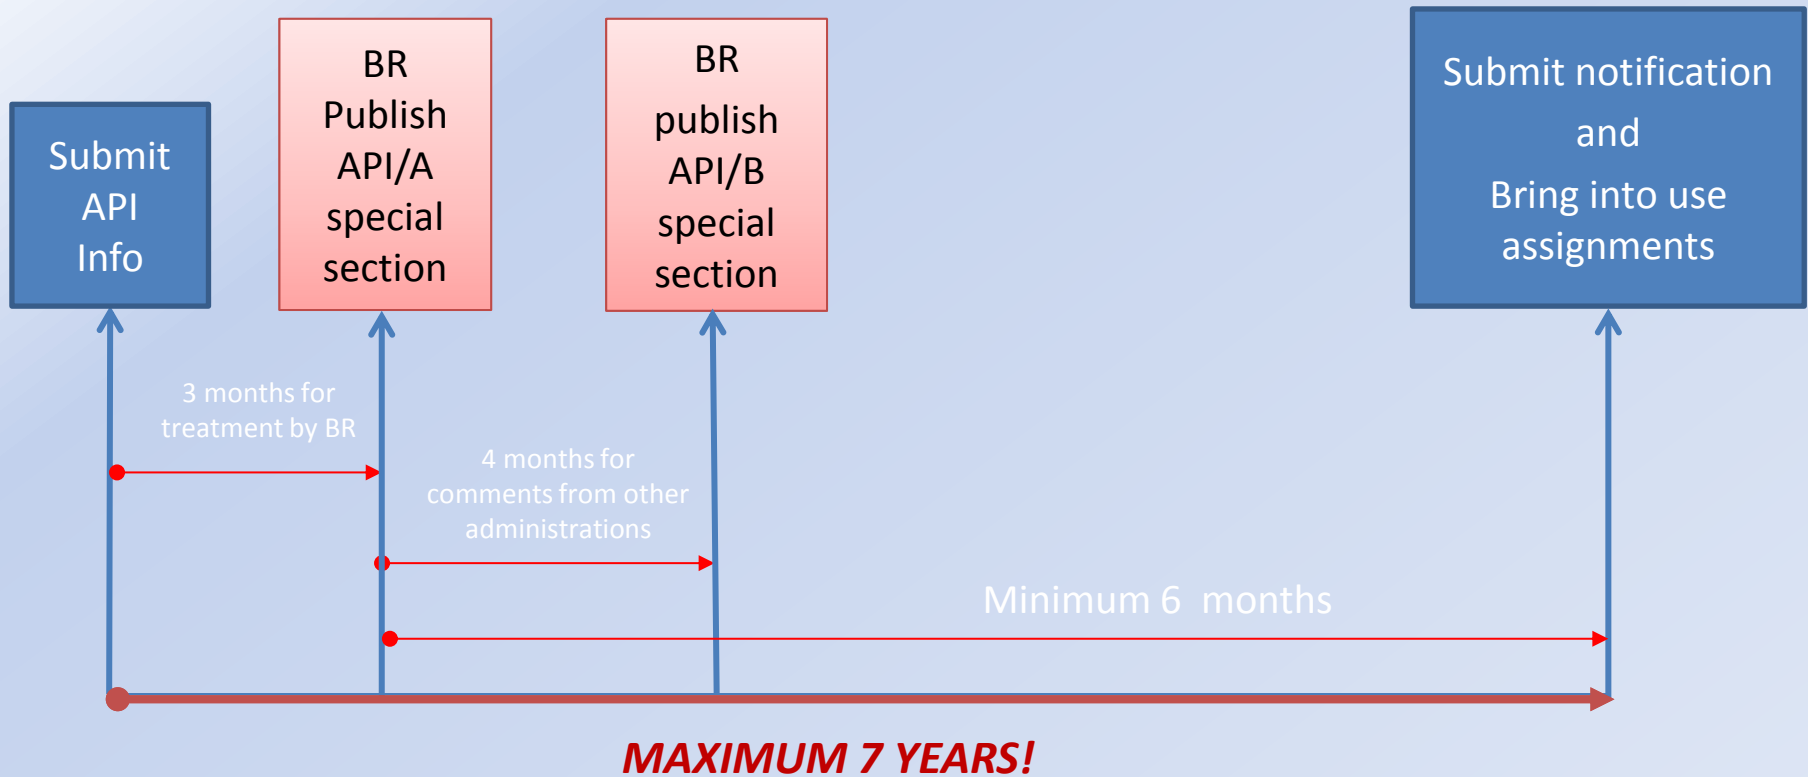 Submit
API
Info
BR
Publish
API/A
special
section
BR
publish
API/B
special
section
Submit notification
and
Bring into use
assignments
3 months for
treatment by BR
4 months for
comments from other
administrations
Minimum 6 months
MAXIMUM 7 YEARS!